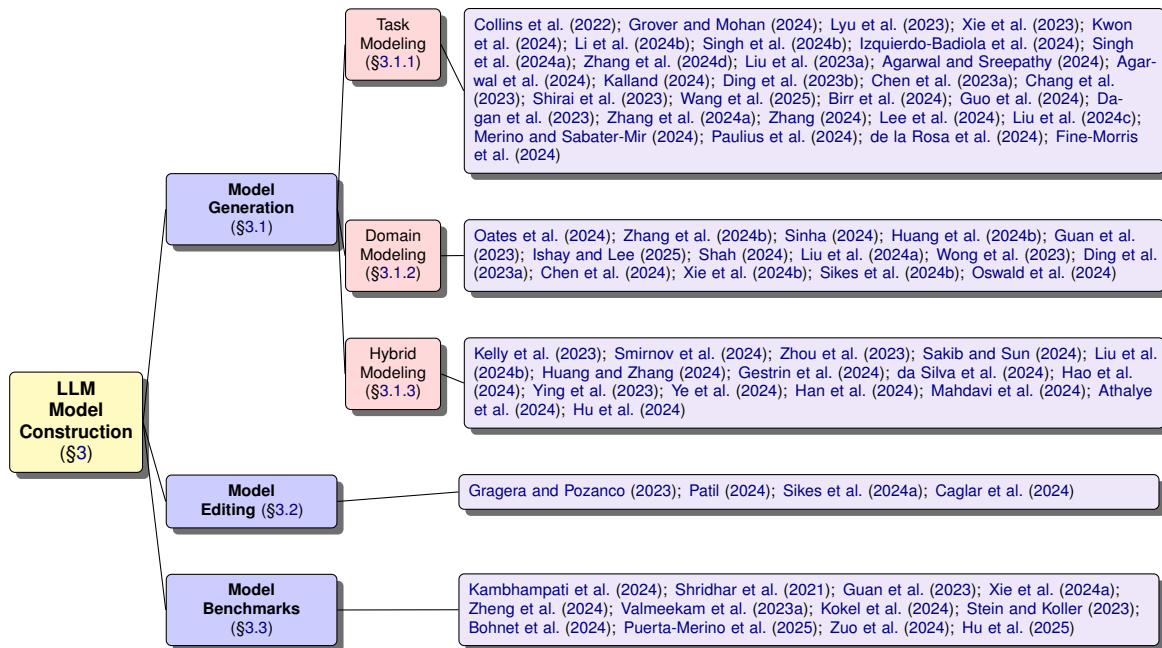 Task
Modeling
(§3.1.1)
Collins et al. (2022); Grover and Mohan (2024); Lyu et al. (2023); Xie et al. (2023); Kwon
et al. (2024); Li et al. (2024b); Singh et al. (2024b); Izquierdo-Badiola et al. (2024); Singh
et al. (2024a); Zhang et al. (2024d); Liu et al. (2023a); Agarwal and Sreepathy (2024); Agar-
wal et al. (2024); Kalland (2024); Ding et al. (2023b); Chen et al. (2023a); Chang et al.
(2023); Shirai et al. (2023); Wang et al. (2025); Birr et al. (2024); Guo et al. (2024); Da-
gan et al. (2023); Zhang et al. (2024a); Zhang (2024); Lee et al. (2024); Liu et al. (2024c);
Merino and Sabater-Mir (2024); Paulius et al. (2024); de la Rosa et al. (2024); Fine-Morris
et al. (2024)
Model
Generation
(§3.1)
Domain
Modeling
(§3.1.2)
Oates et al. (2024); Zhang et al. (2024b); Sinha (2024); Huang et al. (2024b); Guan et al.
(2023); Ishay and Lee (2025); Shah (2024); Liu et al. (2024a); Wong et al. (2023); Ding et al.
(2023a); Chen et al. (2024); Xie et al. (2024b); Sikes et al. (2024b); Oswald et al. (2024)
Hybrid
Modeling
(§3.1.3)
Kelly et al. (2023); Smirnov et al. (2024); Zhou et al. (2023); Sakib and Sun (2024); Liu et al.
(2024b); Huang and Zhang (2024); Gestrin et al. (2024); da Silva et al. (2024); Hao et al.
(2024); Ying et al. (2023); Ye et al. (2024); Han et al. (2024); Mahdavi et al. (2024); Athalye
et al. (2024); Hu et al. (2024)
LLM
Model
Construction
(§3)
Model
Editing (§3.2)
Gragera and Pozanco (2023); Patil (2024); Sikes et al. (2024a); Caglar et al. (2024)
Model
Benchmarks
(§3.3)
Kambhampati et al. (2024); Shridhar et al. (2021); Guan et al. (2023); Xie et al. (2024a);
Zheng et al. (2024); Valmeekam et al. (2023a); Kokel et al. (2024); Stein and Koller (2023);
Bohnet et al. (2024); Puerta-Merino et al. (2025); Zuo et al. (2024); Hu et al. (2025)